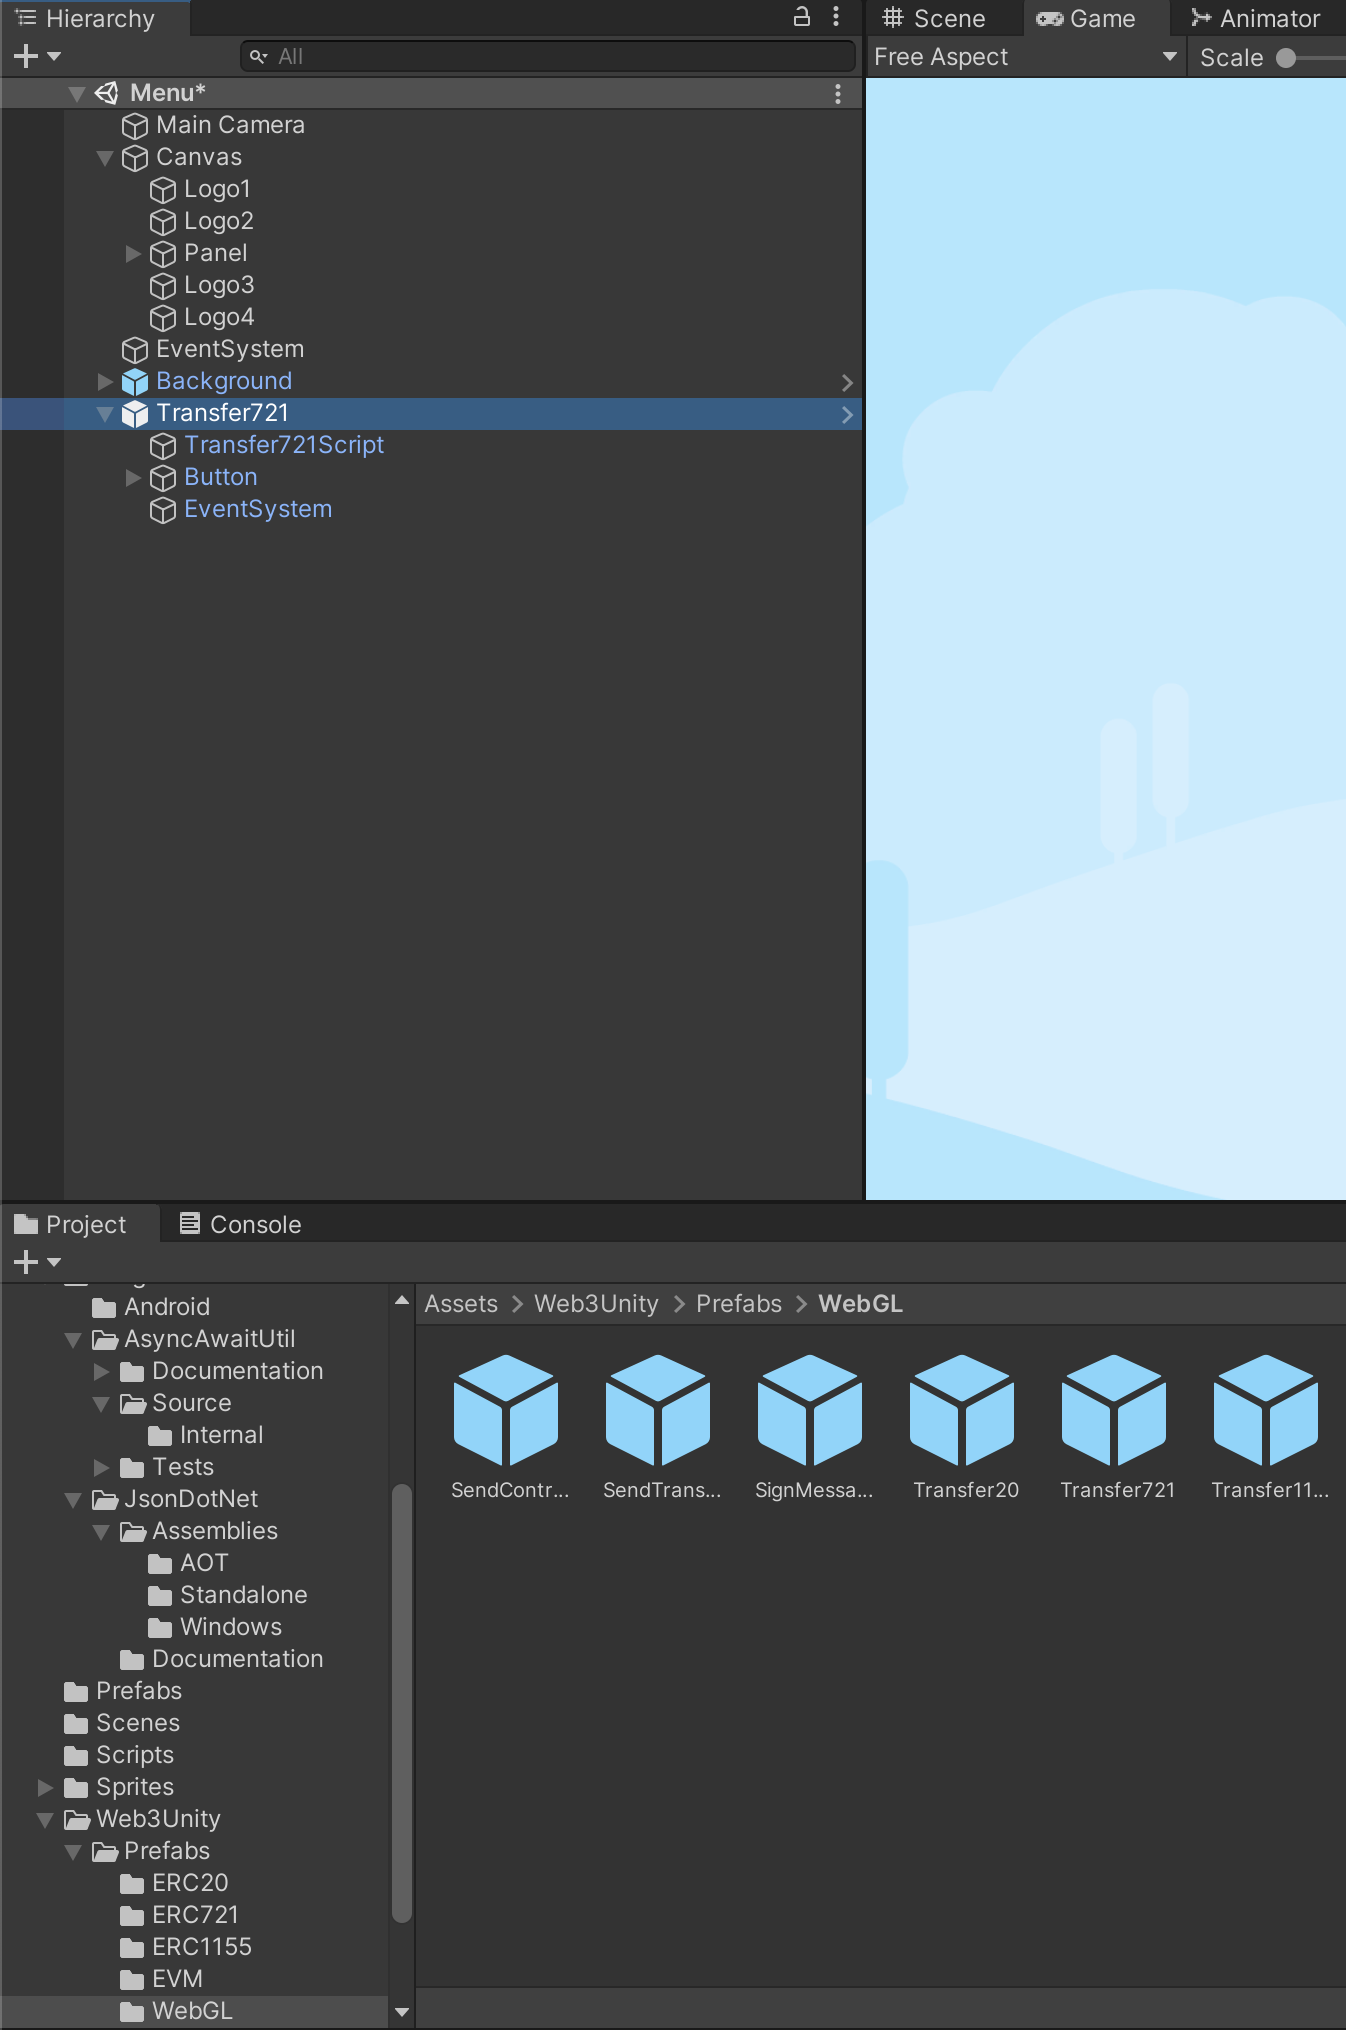 Hierarchy
Scene
Game
Animator
All
Free Aspect
Scale
Menu*
Main Camera
Canvas
Logo1
Logo2
Panel
Logo3
Logo4
EventSystem
Background
Transfer721
Transfer721Script
Button
EventSystem
Project
Console
Android
AsyncAwaitUtil
Documentation
Source
Internal
Tests
JsonDotNet
Assemblies
AOT
Standalone
Windows
Documentation
Prefabs
Scenes
Scripts
Sprites
Web3Unity
Prefabs
ERC20
ERC721
ERC1155
EVM
WebGL
Assets > Web3Unity > Prefabs > WebGL
SendContr...
SendTrans...
SignMessa...
Transfer20
Transfer721
Transfer11...